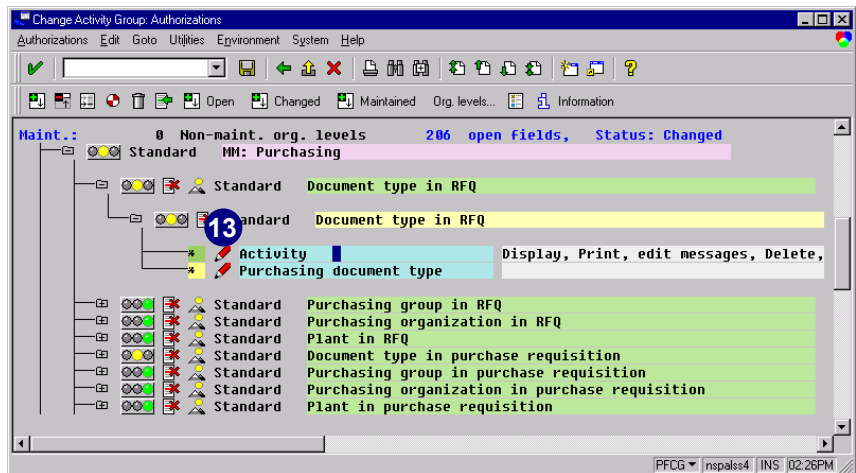 Change Activity Group: Authorizations
Authorizations Edit Goto Utilities Environment System Help
Open Changed Maintained Org. levels... Information
Maint.: 0 Non-maint. org. levels 206 open fields, Status: Changed
Standard MM: Purchasing
Standard Document type in RFQ
13 andard Document type in RFQ
* Activity Display, Print, edit messages, Delete,
* Purchasing document type
Standard Purchasing group in RFQ
Standard Purchasing organization in RFQ
Standard Plant in RFQ
Standard Document type in purchase requisition
Standard Purchasing group in purchase requisition
Standard Purchasing organization in purchase requisition
Standard Plant in purchase requisition
PFCG nspalss4 INS 02:26PM